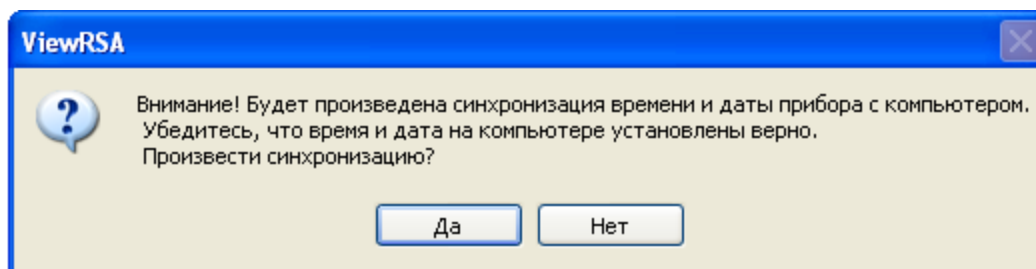 ViewRSA
Внимание! Будет произведена синхронизация времени и даты прибора с компьютером.
Убедитесь, что время и дата на компьютере установлены верно.
Произвести синхронизацию?
Да
Нет